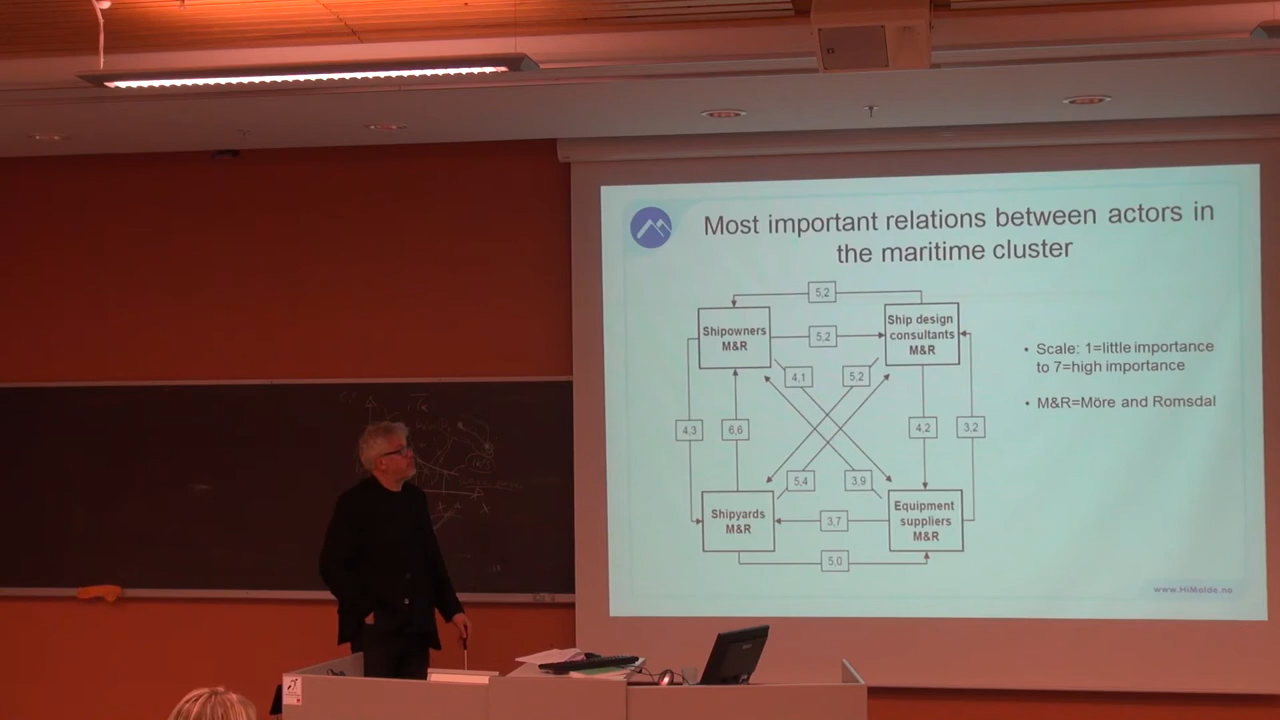 Most important relations between actors in
the maritime cluster
5,2
Shipowners
M&R
5,2
Ship design
consultants
M&R
4,1
5,2
4,3
6,6
4,2
3,2
5,4
3,9
Shipyards
M&R
3,7
Equipment
suppliers
M&R
5,0
• Scale: 1=little importance
to 7=high importance
• M&R=Möre and Romsdal
www.HiMolde.no